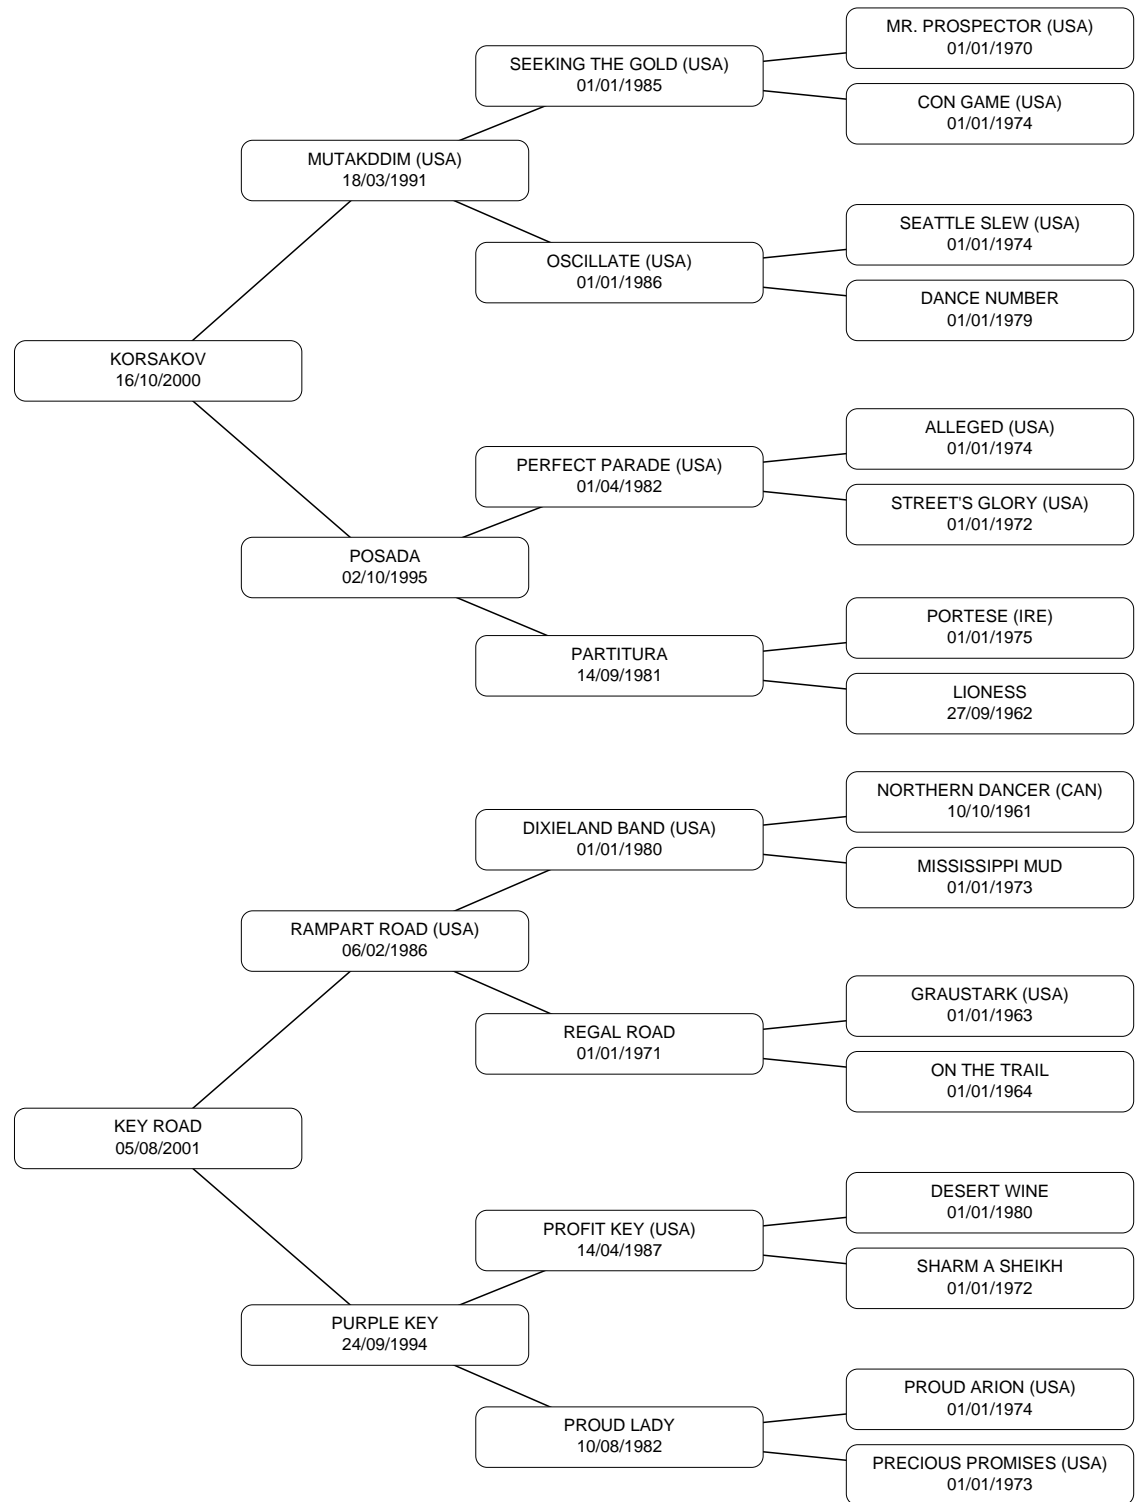 MR. PROSPECTOR (USA)
01/01/1970
SEEKING THE GOLD (USA)
01/01/1985
CON GAME (USA)
01/01/1974
MUTAKDDIM (USA)
18/03/1991
SEATTLE SLEW (USA)
01/01/1974
OSCILLATE (USA)
01/01/1986
DANCE NUMBER
01/01/1979
KORSAKOV
16/10/2000
ALLEGED (USA)
01/01/1974
PERFECT PARADE (USA)
01/04/1982
STREET'S GLORY (USA)
01/01/1972
POSADA
02/10/1995
PORTESE (IRE)
01/01/1975
PARTITURA
14/09/1981
LIONESS
27/09/1962
NORTHERN DANCER (CAN)
10/10/1961
DIXIELAND BAND (USA)
01/01/1980
MISSISSIPPI MUD
01/01/1973
RAMPART ROAD (USA)
06/02/1986
GRAUSTARK (USA)
01/01/1963
REGAL ROAD
01/01/1971
ON THE TRAIL
01/01/1964
KEY ROAD
05/08/2001
DESERT WINE
01/01/1980
PROFIT KEY (USA)
14/04/1987
SHARM A SHEIKH
01/01/1972
PURPLE KEY
24/09/1994
PROUD ARION (USA)
01/01/1974
PROUD LADY
10/08/1982
PRECIOUS PROMISES (USA)
01/01/1973